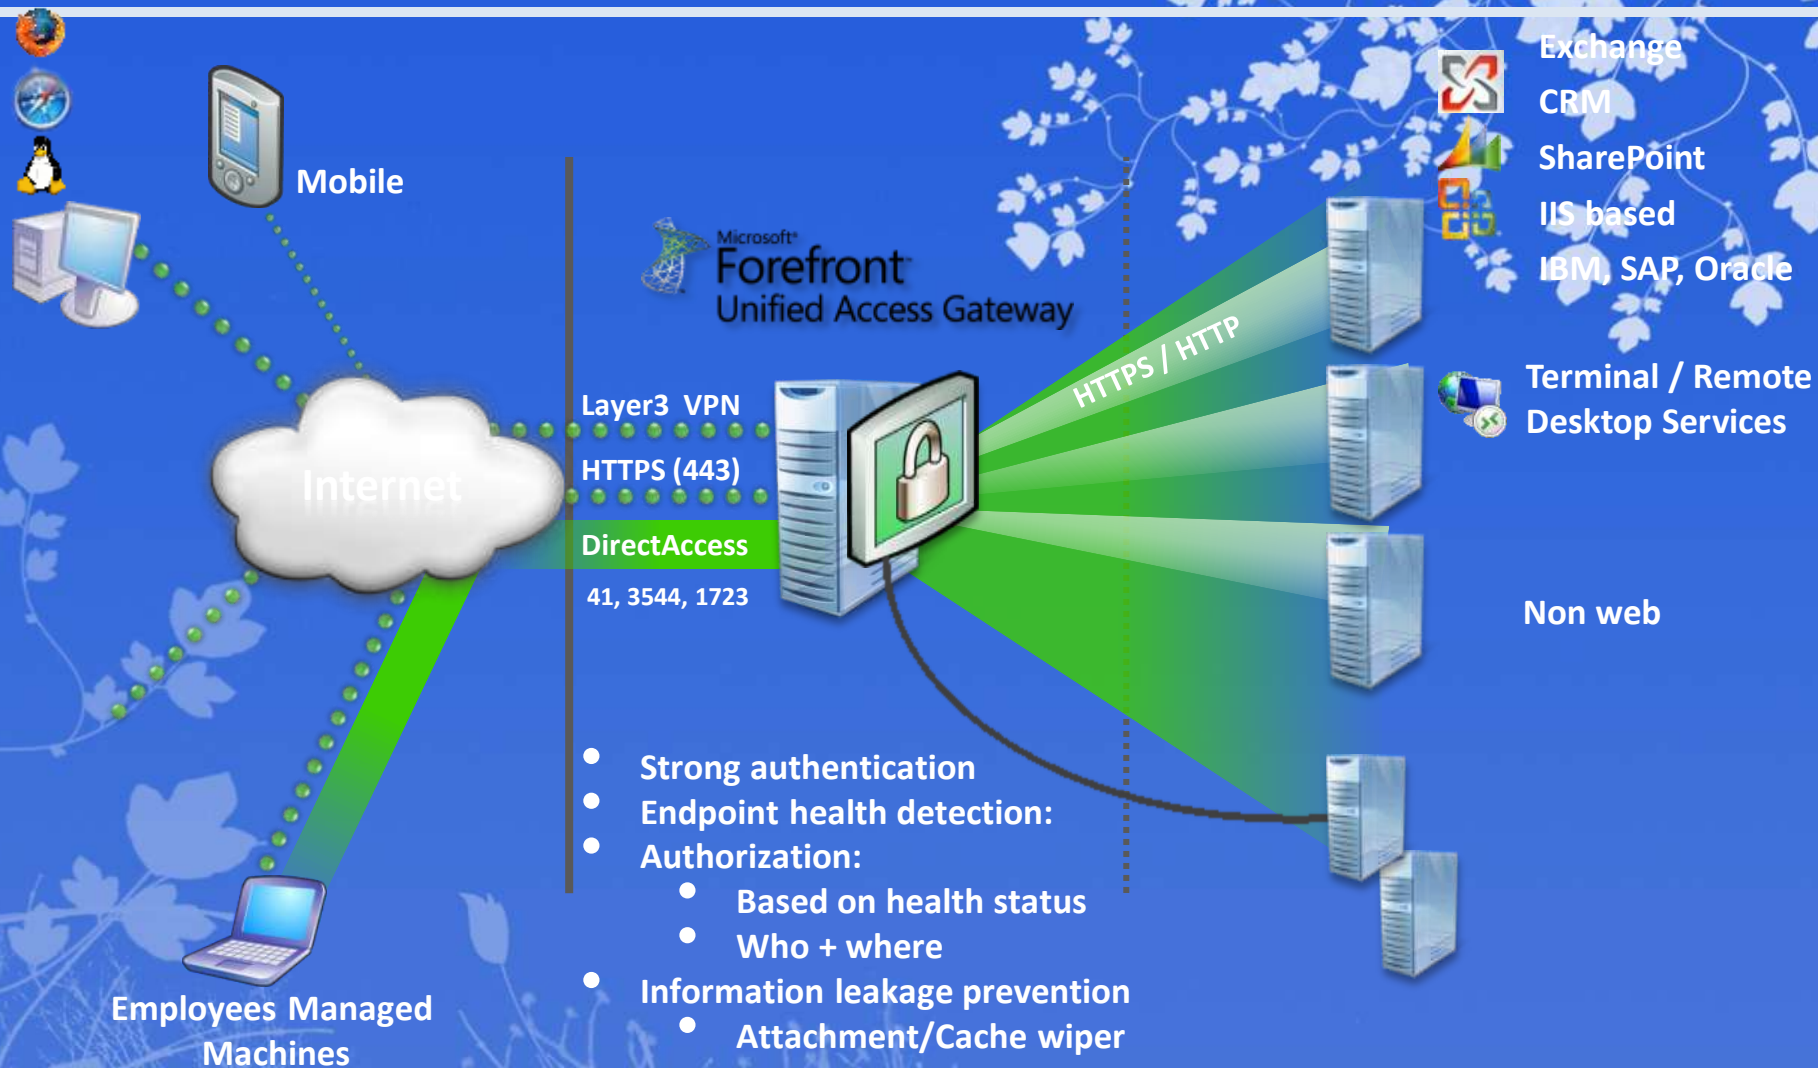 Exchange
CRM
SharePoint
IIS based
IBM, SAP, Oracle
Mobile
Microsoft®
Forefront™
Unified Access Gateway
HTTPS / HTTP
Terminal / Remote
Desktop Services
Layer3 VPN
HTTPS (443)
Internet
DirectAccess
41, 3544, 1723
Non web
• Strong authentication
• Endpoint health detection:
• Authorization:
• Based on health status
• Who + where
• Information leakage prevention
• Attachment/Cache wiper
Employees Managed
Machines